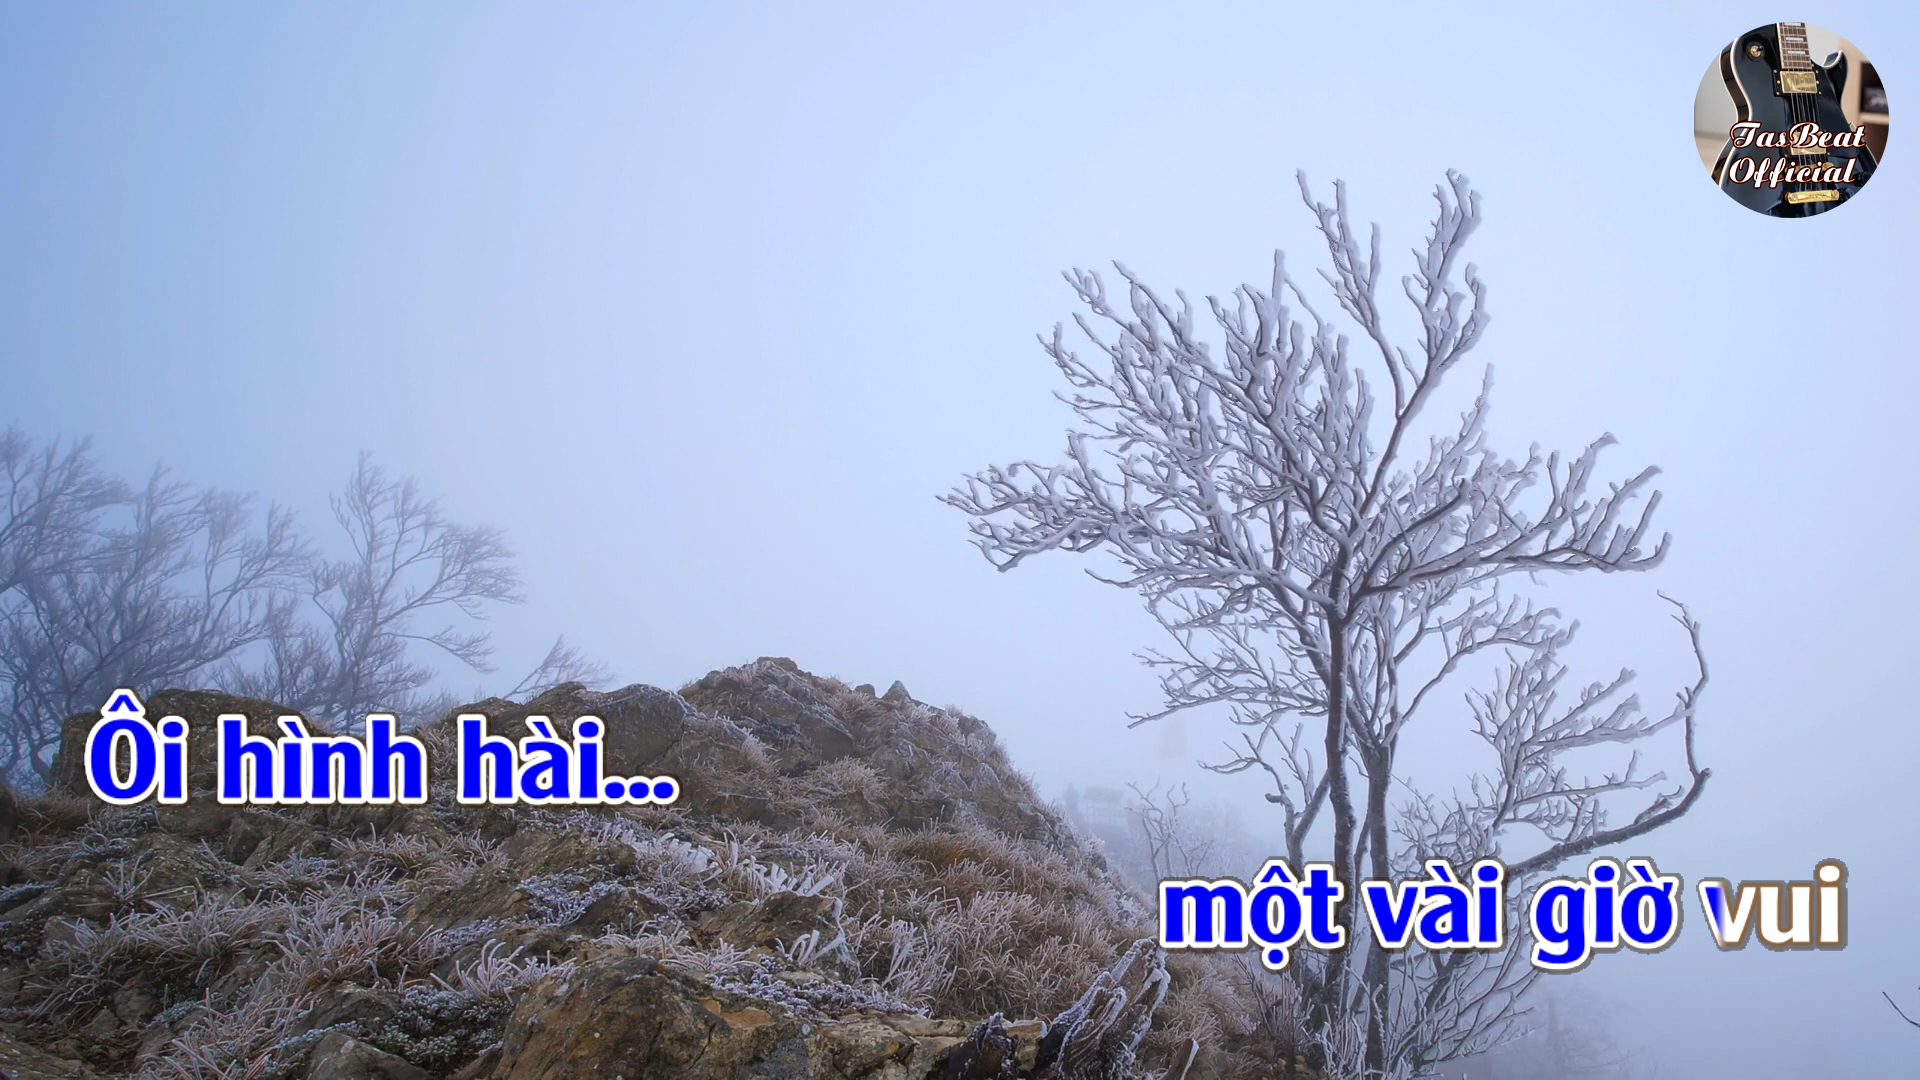 TasBeat
Official
Ôi hình hài...
một vài giờ vui